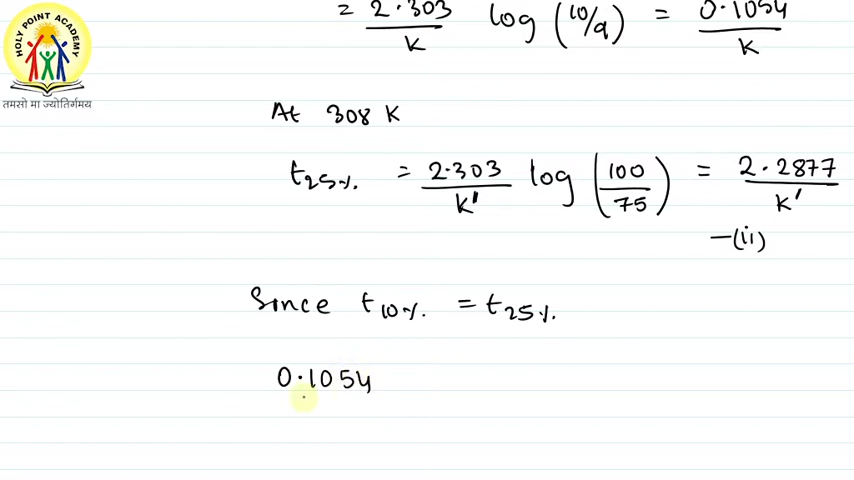 HOLY POINT ACADEMY
तमसो मा ज्योतिर्गमय
= 2.303/K log (10/9) = 0.1054/K
At 308 K
t25%. = 2.303/K' log (100/75) = 2.2877/K'
-(ii)
Since t10%. = t25%.
0.1054